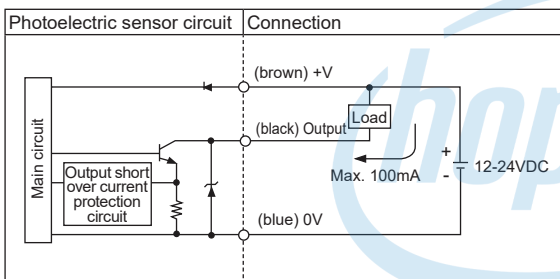 Photoelectric sensor circuit
Connection
(brown) +V
(black) Output
Load
Main circuit
Output short
over current
protection
circuit
Max. 100mA
+
-
12-24VDC
(blue) 0V
hop